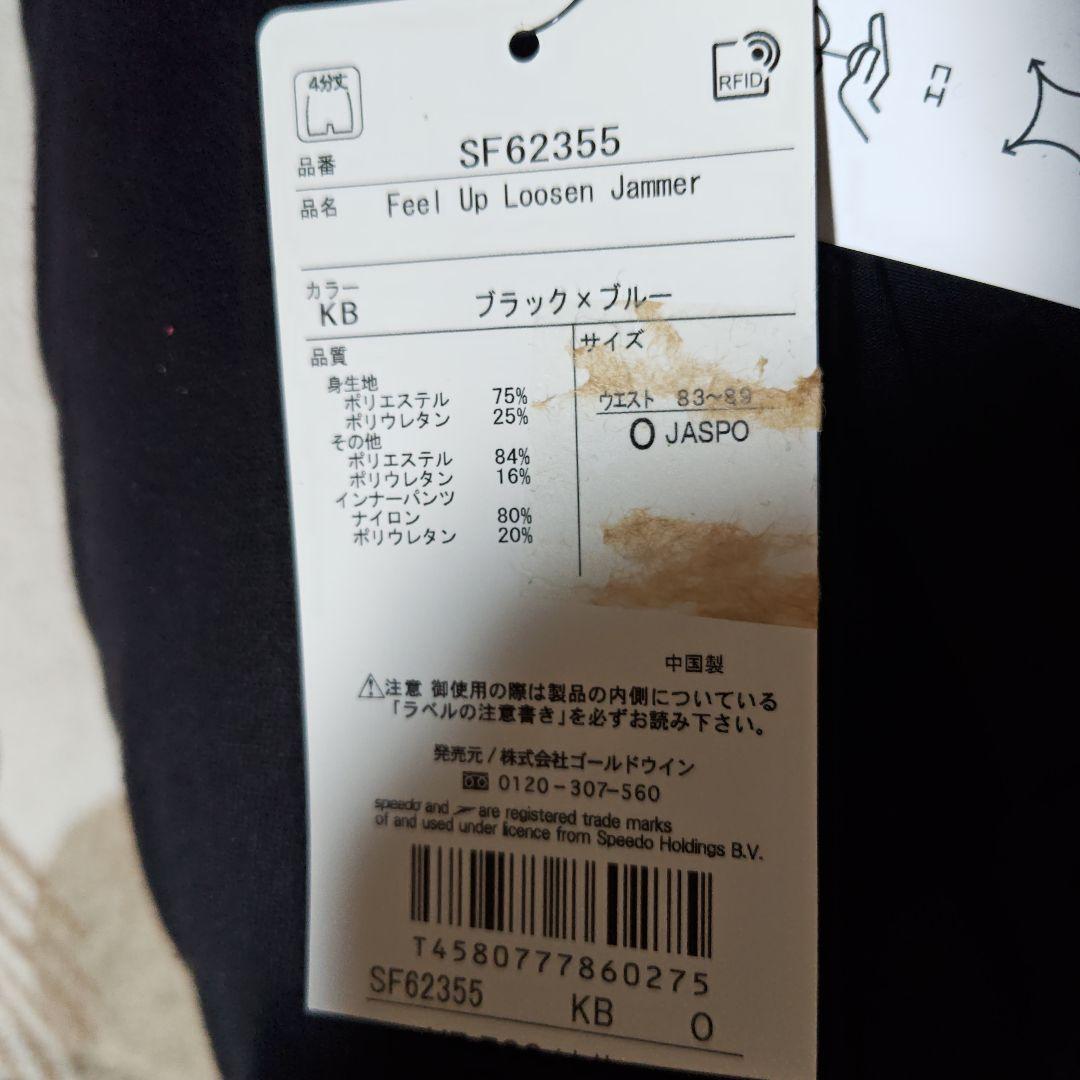 4分丈
RFID
品番 SF62355
品名 Feel Up Loosen Jammer
カラー
KB ブラック×ブルー
品質
身生地
ポリエステル 75%
ポリウレタン 25%
その他
ポリエステル 84%
ポリウレタン 16%
インナーパンツ
ナイロン 80%
ポリウレタン 20%
サイズ
ウエスト 83~89
O JASPO
中国製
⚠注意 御使用の際は製品の内側についている
「ラベルの注意書き」を必ずお読み下さい。
発売元/株式会社ゴールドウイン
0120-307-560
speedo and are registered trade marks
of and used under licence from Speedo Holdings B.V.
T4580777860275
SF62355 KB O